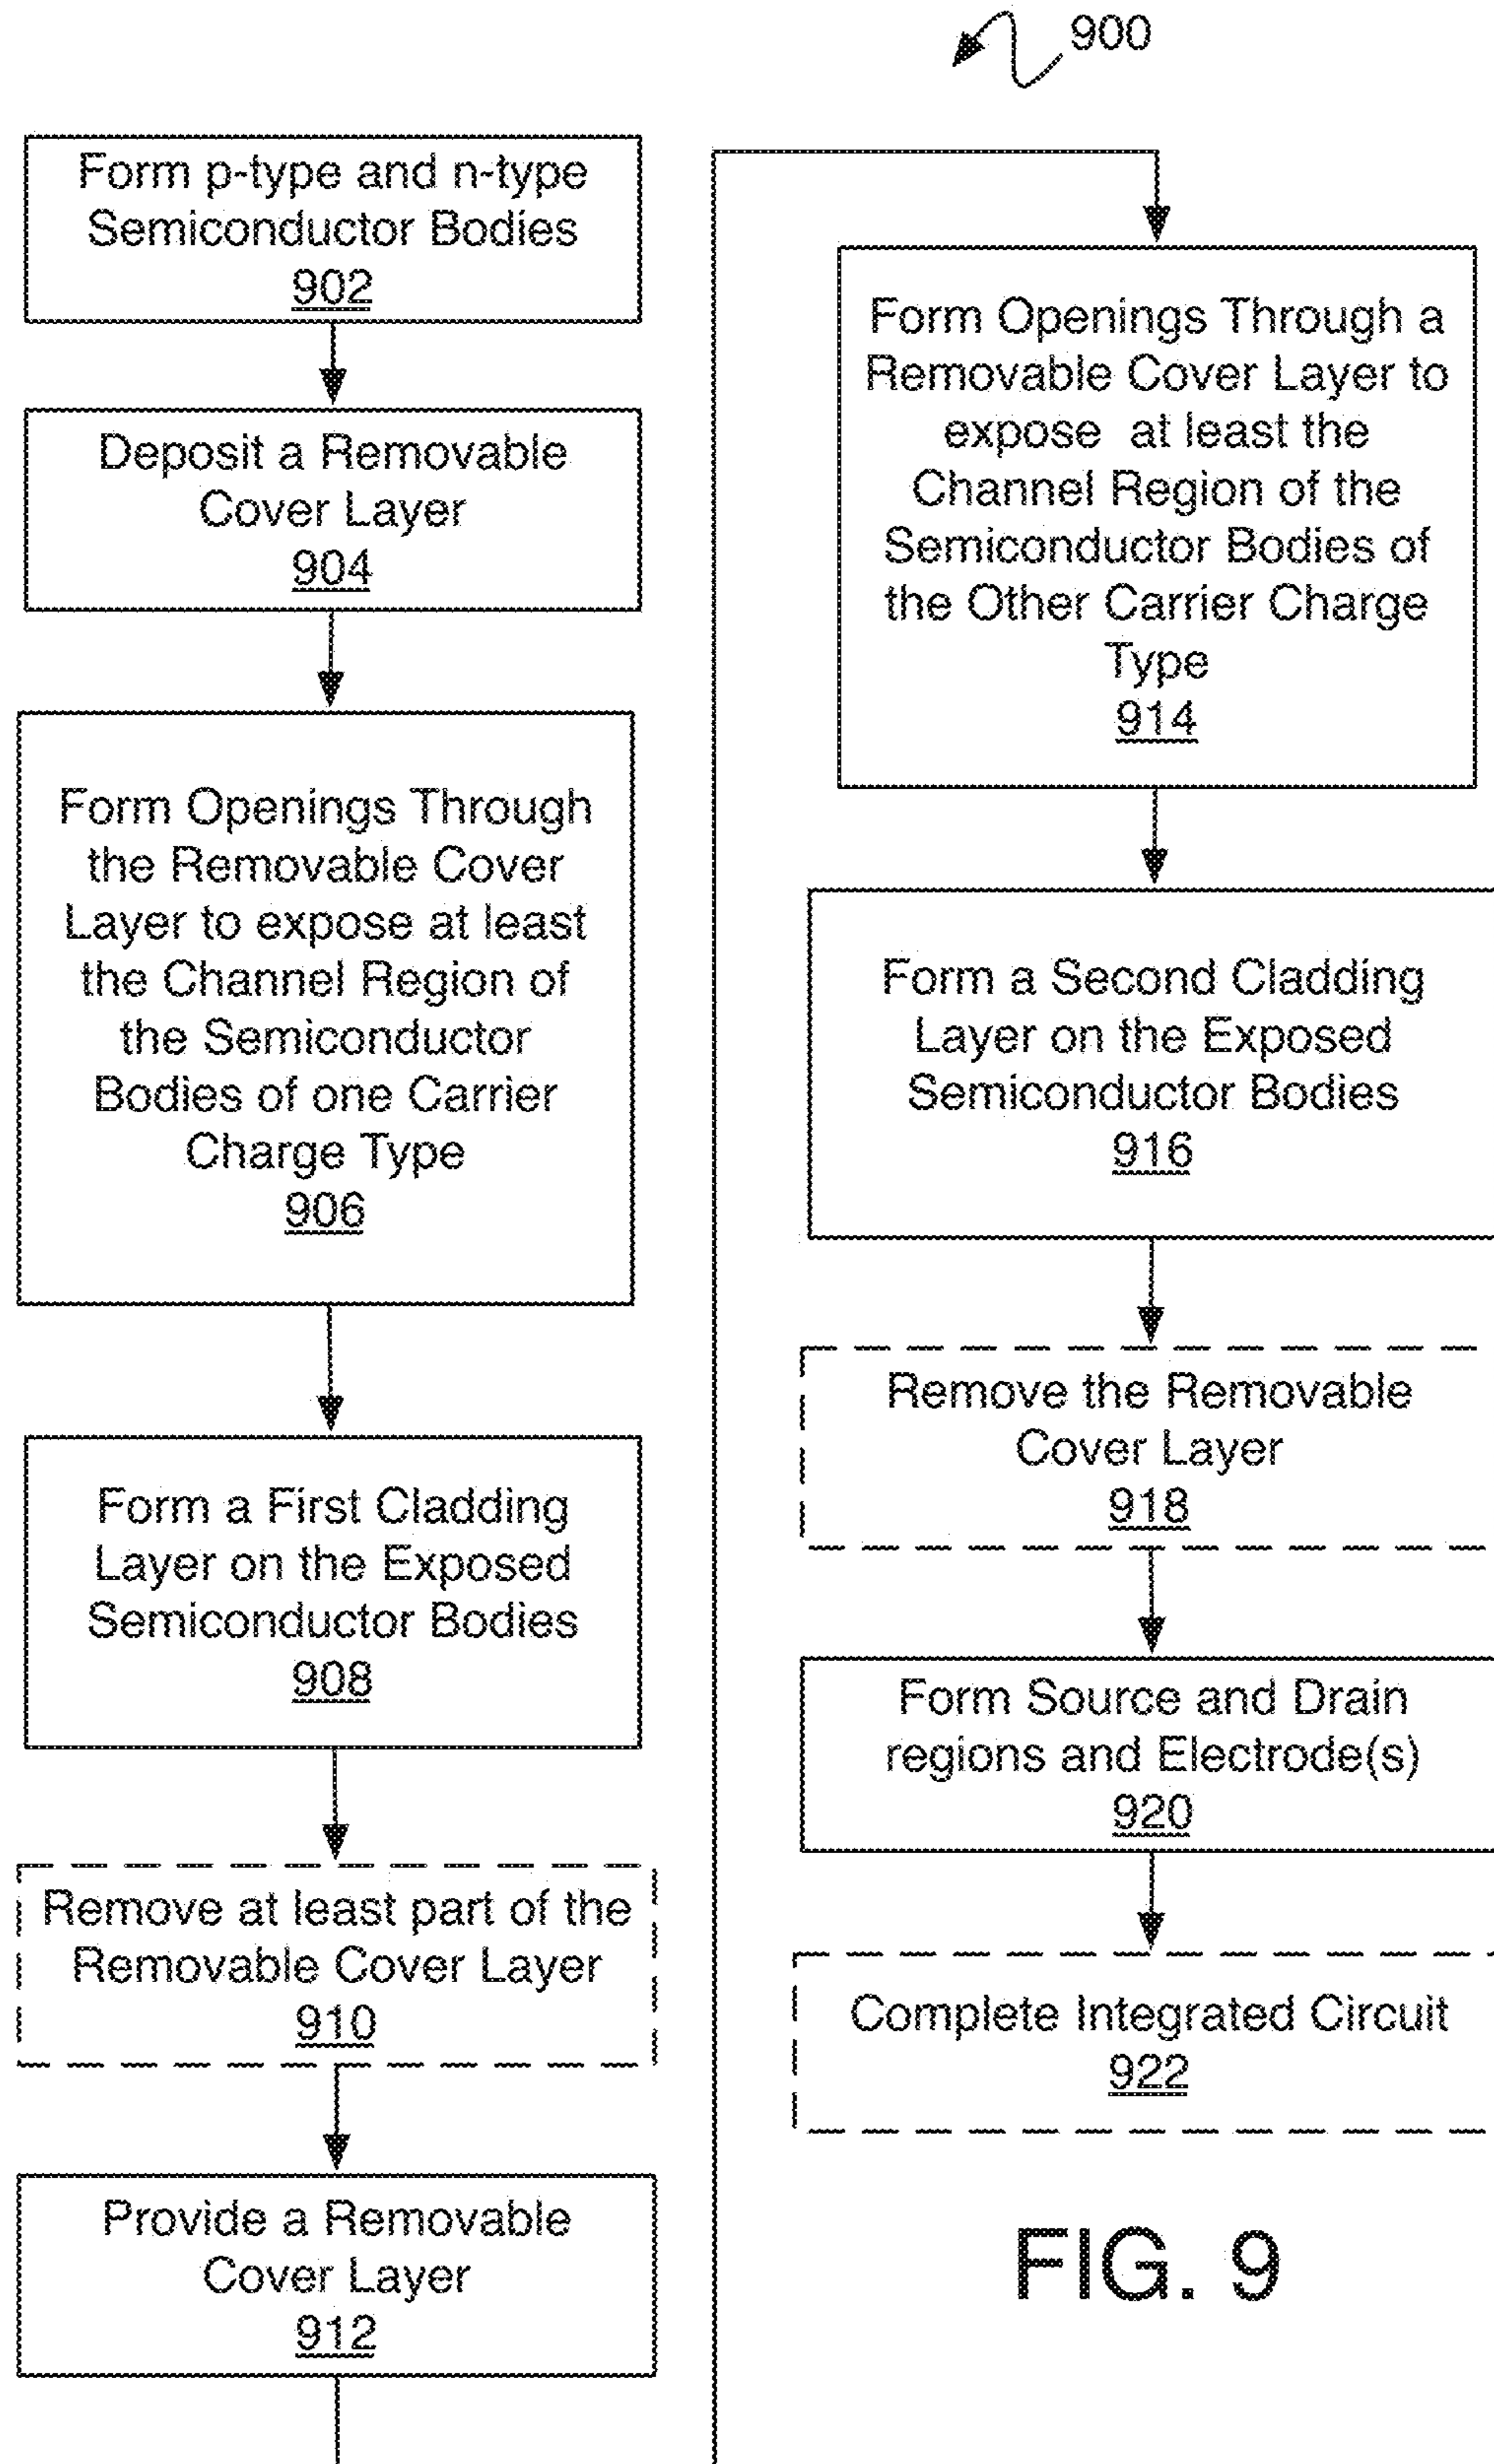 900
Form p-type and n-type
Semiconductor Bodies
902
Deposit a Removable
Cover Layer
904
Form Openings Through
the Removable Cover
Layer to expose at least
the Channel Region of
the Semiconductor
Bodies of one Carrier
Charge Type
906
Form a First Cladding
Layer on the Exposed
Semiconductor Bodies
908
Remove at least part of the
Removable Cover Layer
910
Provide a Removable
Cover Layer
912
Form Openings Through a
Removable Cover Layer to
expose at least the
Channel Region of the
Semiconductor Bodies of
the Other Carrier Charge
Type
914
Form a Second Cladding
Layer on the Exposed
Semiconductor Bodies
916
Remove the Removable
Cover Layer
918
Form Source and Drain
regions and Electrode(s)
920
Complete Integrated Circuit
922
FIG. 9